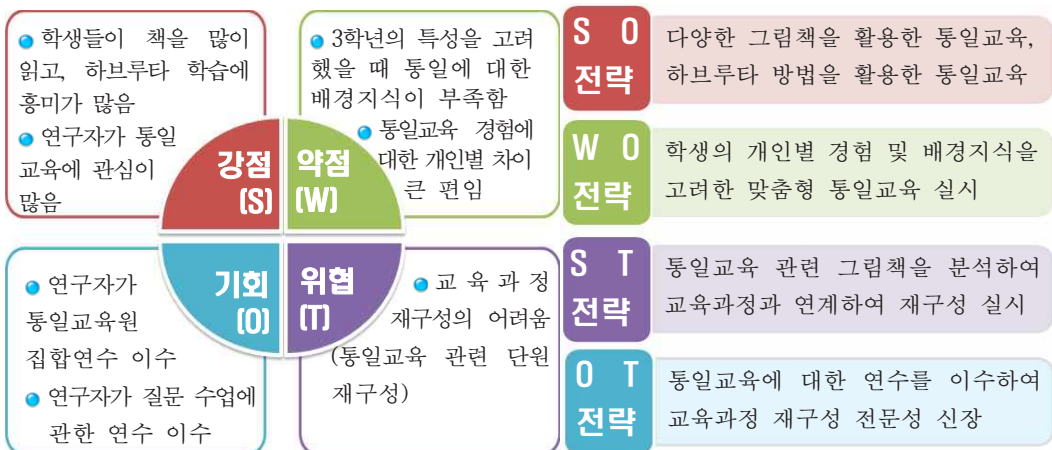 학생들이 책을 많이
읽고, 하브루타 학습에
흥미가 많음
연구자가 통일
교육에 관심이
많음
강점
(S)
3학년의 특성을 고려
했을 때 통일에 대한
배경지식이 부족함
통일교육 경험에
대한 개인별 차이
큰 편임
약점
(W)
연구자가
통일교육원
집합연수 이수
연구자가 질문 수업에
관한 연수 이수
기회
(O)
교육과정
재구성의 어려움
(통일교육 관련 단원
재구성)
위협
(T)
S O
전략
다양한 그림책을 활용한 통일교육,
하브루타 방법을 활용한 통일교육
W O
전략
학생의 개인별 경험 및 배경지식을
고려한 맞춤형 통일교육 실시
S T
전략
통일교육 관련 그림책을 분석하여
교육과정과 연계하여 재구성 실시
O T
전략
통일교육에 대한 연수를 이수하여
교육과정 재구성 전문성 신장